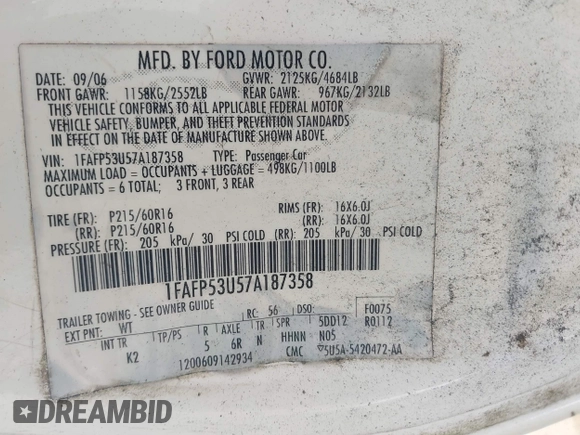 MFD. BY FORD MOTOR CO.
DATE: 09/06 GVWR: 2125KG/4684LB
FRONT GAWR: 1158KG/2552LB REAR GAWR: 967KG/2132LB
THIS VEHICLE CONFORMS TO ALL APPLICABLE FEDERAL MOTOR
VEHICLE SAFETY, BUMPER, AND THEFT PREVENTION STANDARDS
IN EFFECT ON THE DATE OF MANUFACTURE SHOWN ABOVE.
VIN: 1FAFP53U57A187358 TYPE: Passenger Car
MAXIMUM LOAD = OCCUPANTS + LUGGAGE = 498KG/1100LB
OCCUPANTS = 6 TOTAL; 3 FRONT, 3 REAR
TIRE (FR): P215/60R16 RIMS (FR): 16X6.0J
(RR): P215/60R16 (RR): 16X6.0J
PRESSURE (FR): 205 kPa/ 30 PSI COLD (RR): 205 kPa/ 30 PSI COLD
1FAFP53U57A187358
TRAILER TOWING - SEE OWNER GUIDE RC: 56 DSO: F0075
EXT PNT: WT 5DD12 R0112
INT TR TP/PS R AXLE TR SPR HHNN N05
K2 5 6R N CMC ▽5U5A-5420472-AA
1200609142934
DREAMBID